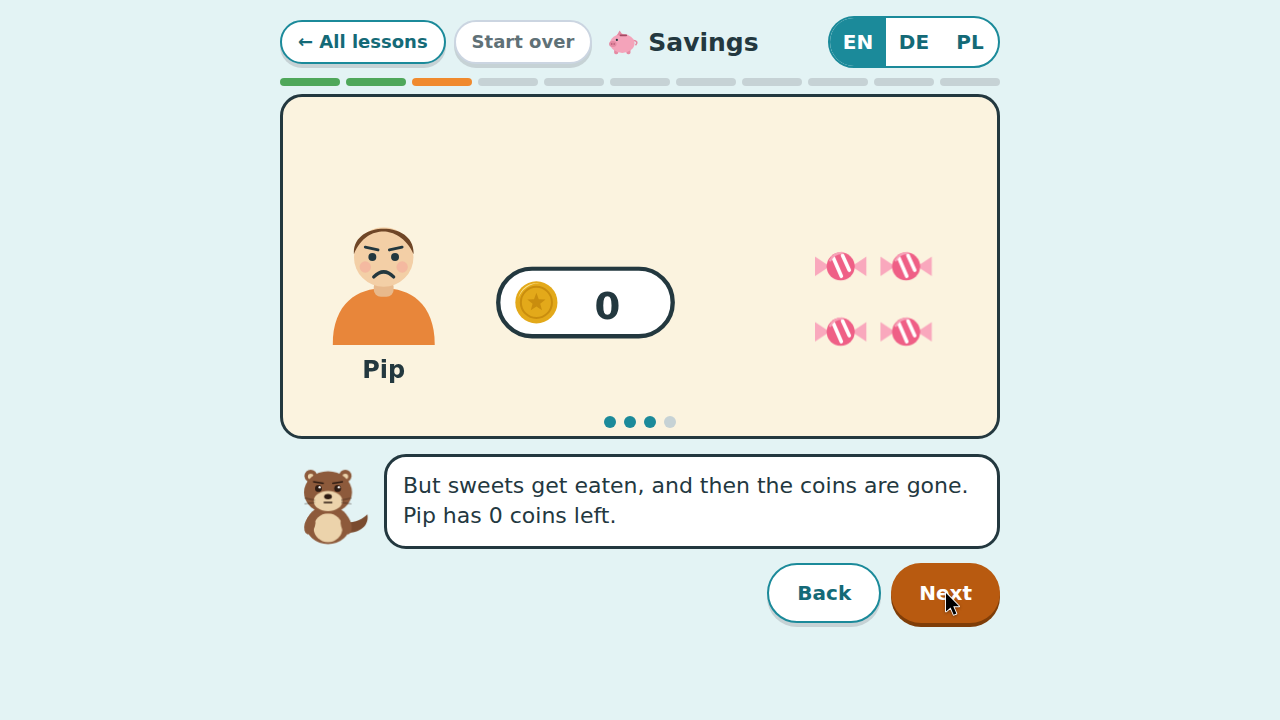 ← All lessons
Start over
Savings
EN
DE
PL
0
Pip
But sweets get eaten, and then the coins are gone.
Pip has 0 coins left.
Back
Next